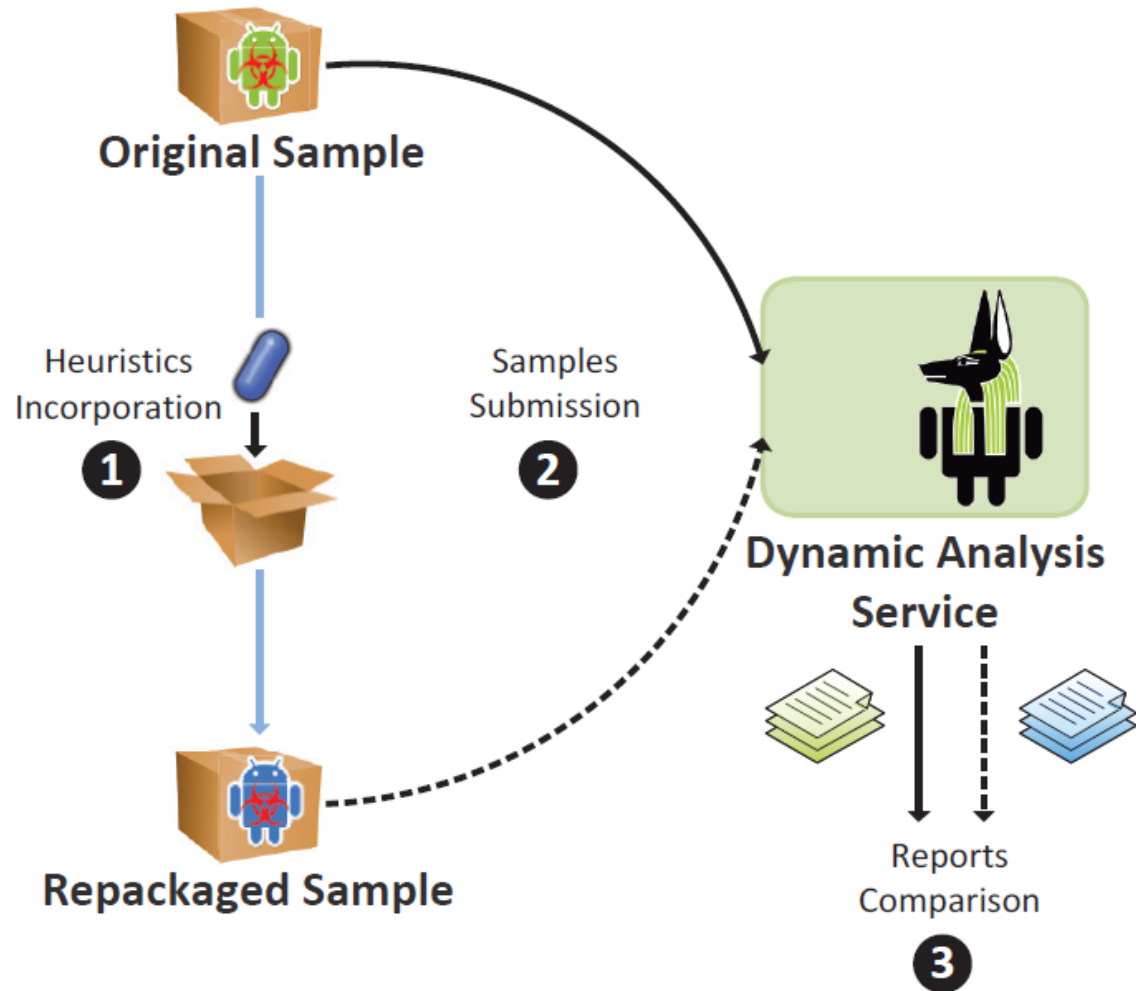 Original Sample
Heuristics
Incorporation
1
Samples
Submission
2
Dynamic Analysis
Service
Repackaged Sample
Reports
Comparison
3